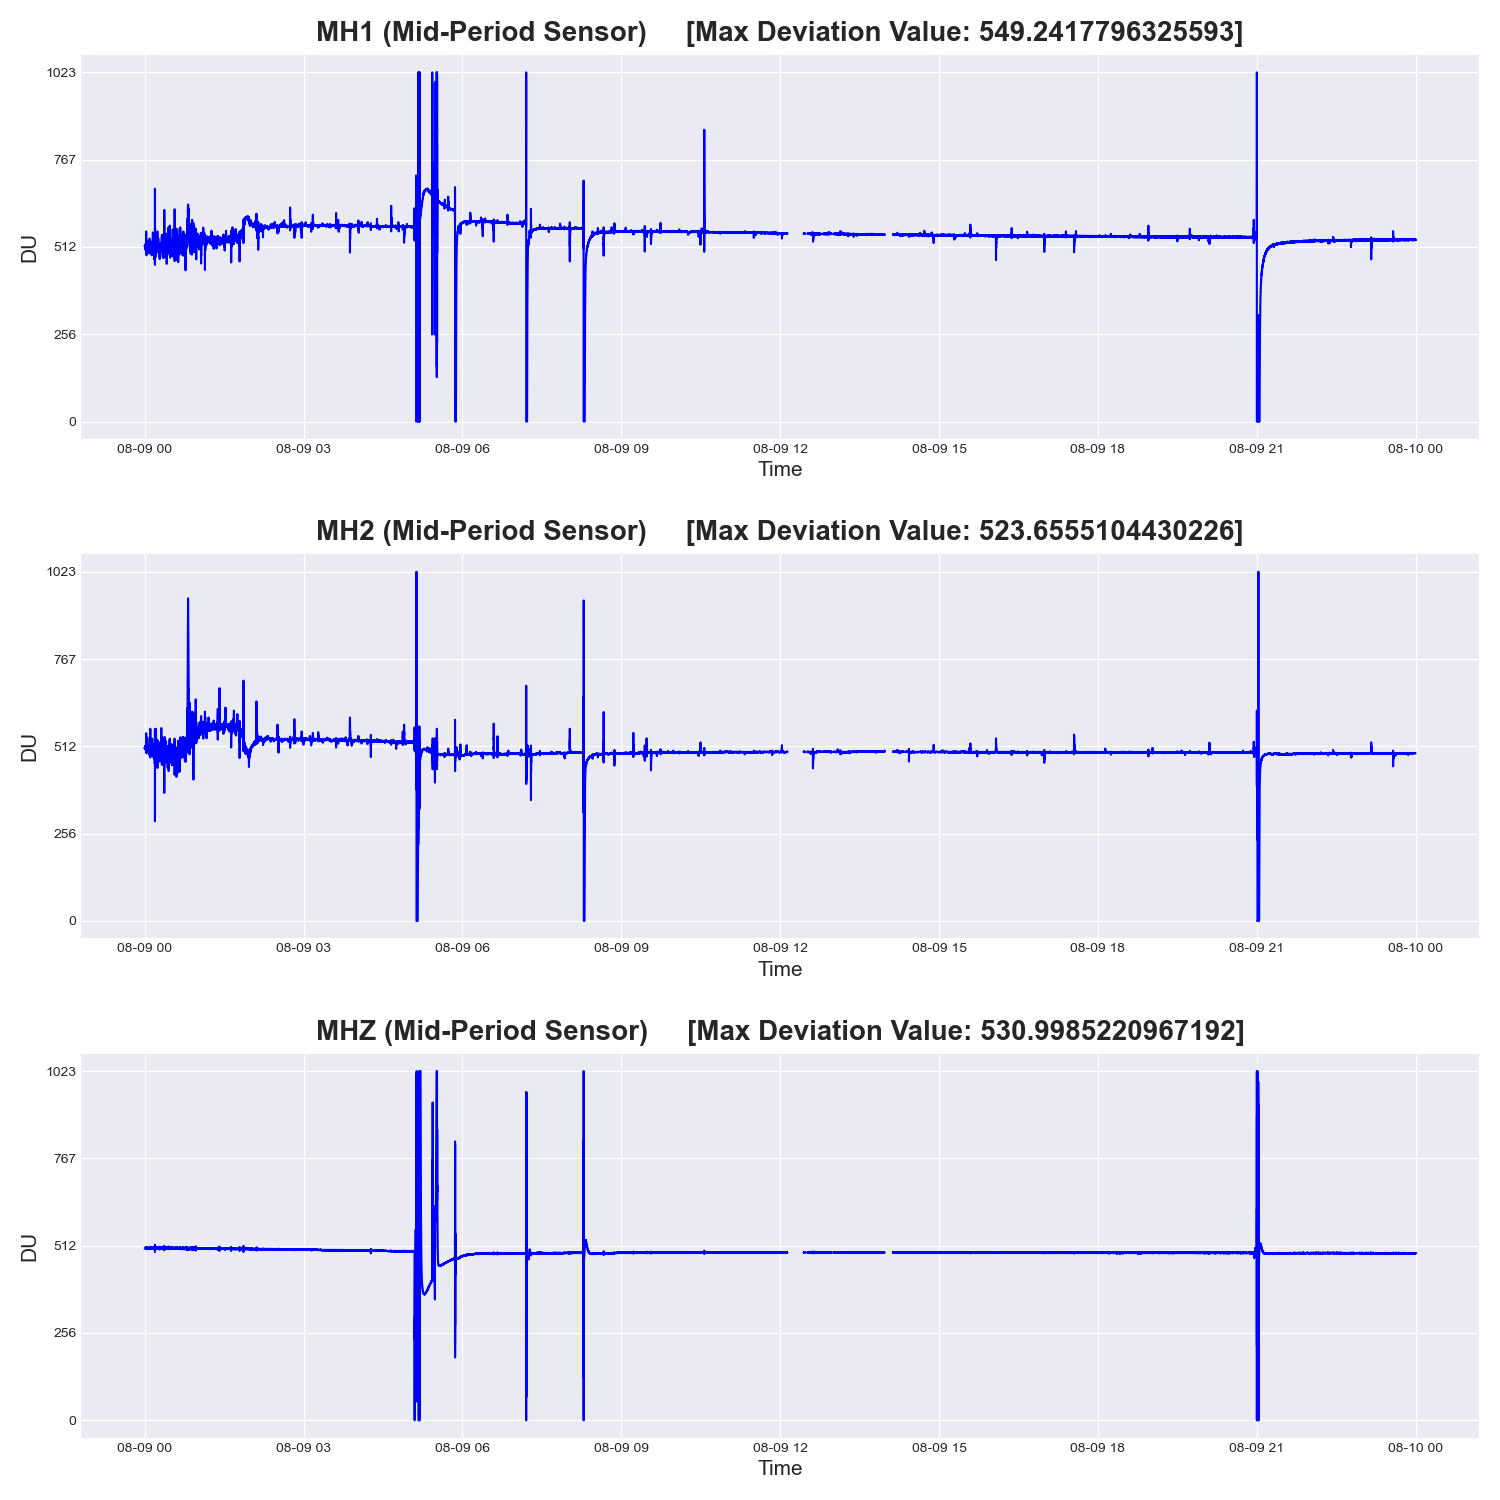 MH1 (Mid-Period Sensor) [Max Deviation Value: 549.2417796325593]
1023
767
512
256
0
DU
08-09 00 08-09 03 08-09 06 08-09 09 08-09 12 08-09 15 08-09 18 08-09 21 08-10 00
Time
MH2 (Mid-Period Sensor) [Max Deviation Value: 523.6555104430226]
1023
767
512
256
0
DU
08-09 00 08-09 03 08-09 06 08-09 09 08-09 12 08-09 15 08-09 18 08-09 21 08-10 00
Time
MHZ (Mid-Period Sensor) [Max Deviation Value: 530.9985220967192]
1023
767
512
256
0
DU
08-09 00 08-09 03 08-09 06 08-09 09 08-09 12 08-09 15 08-09 18 08-09 21 08-10 00
Time